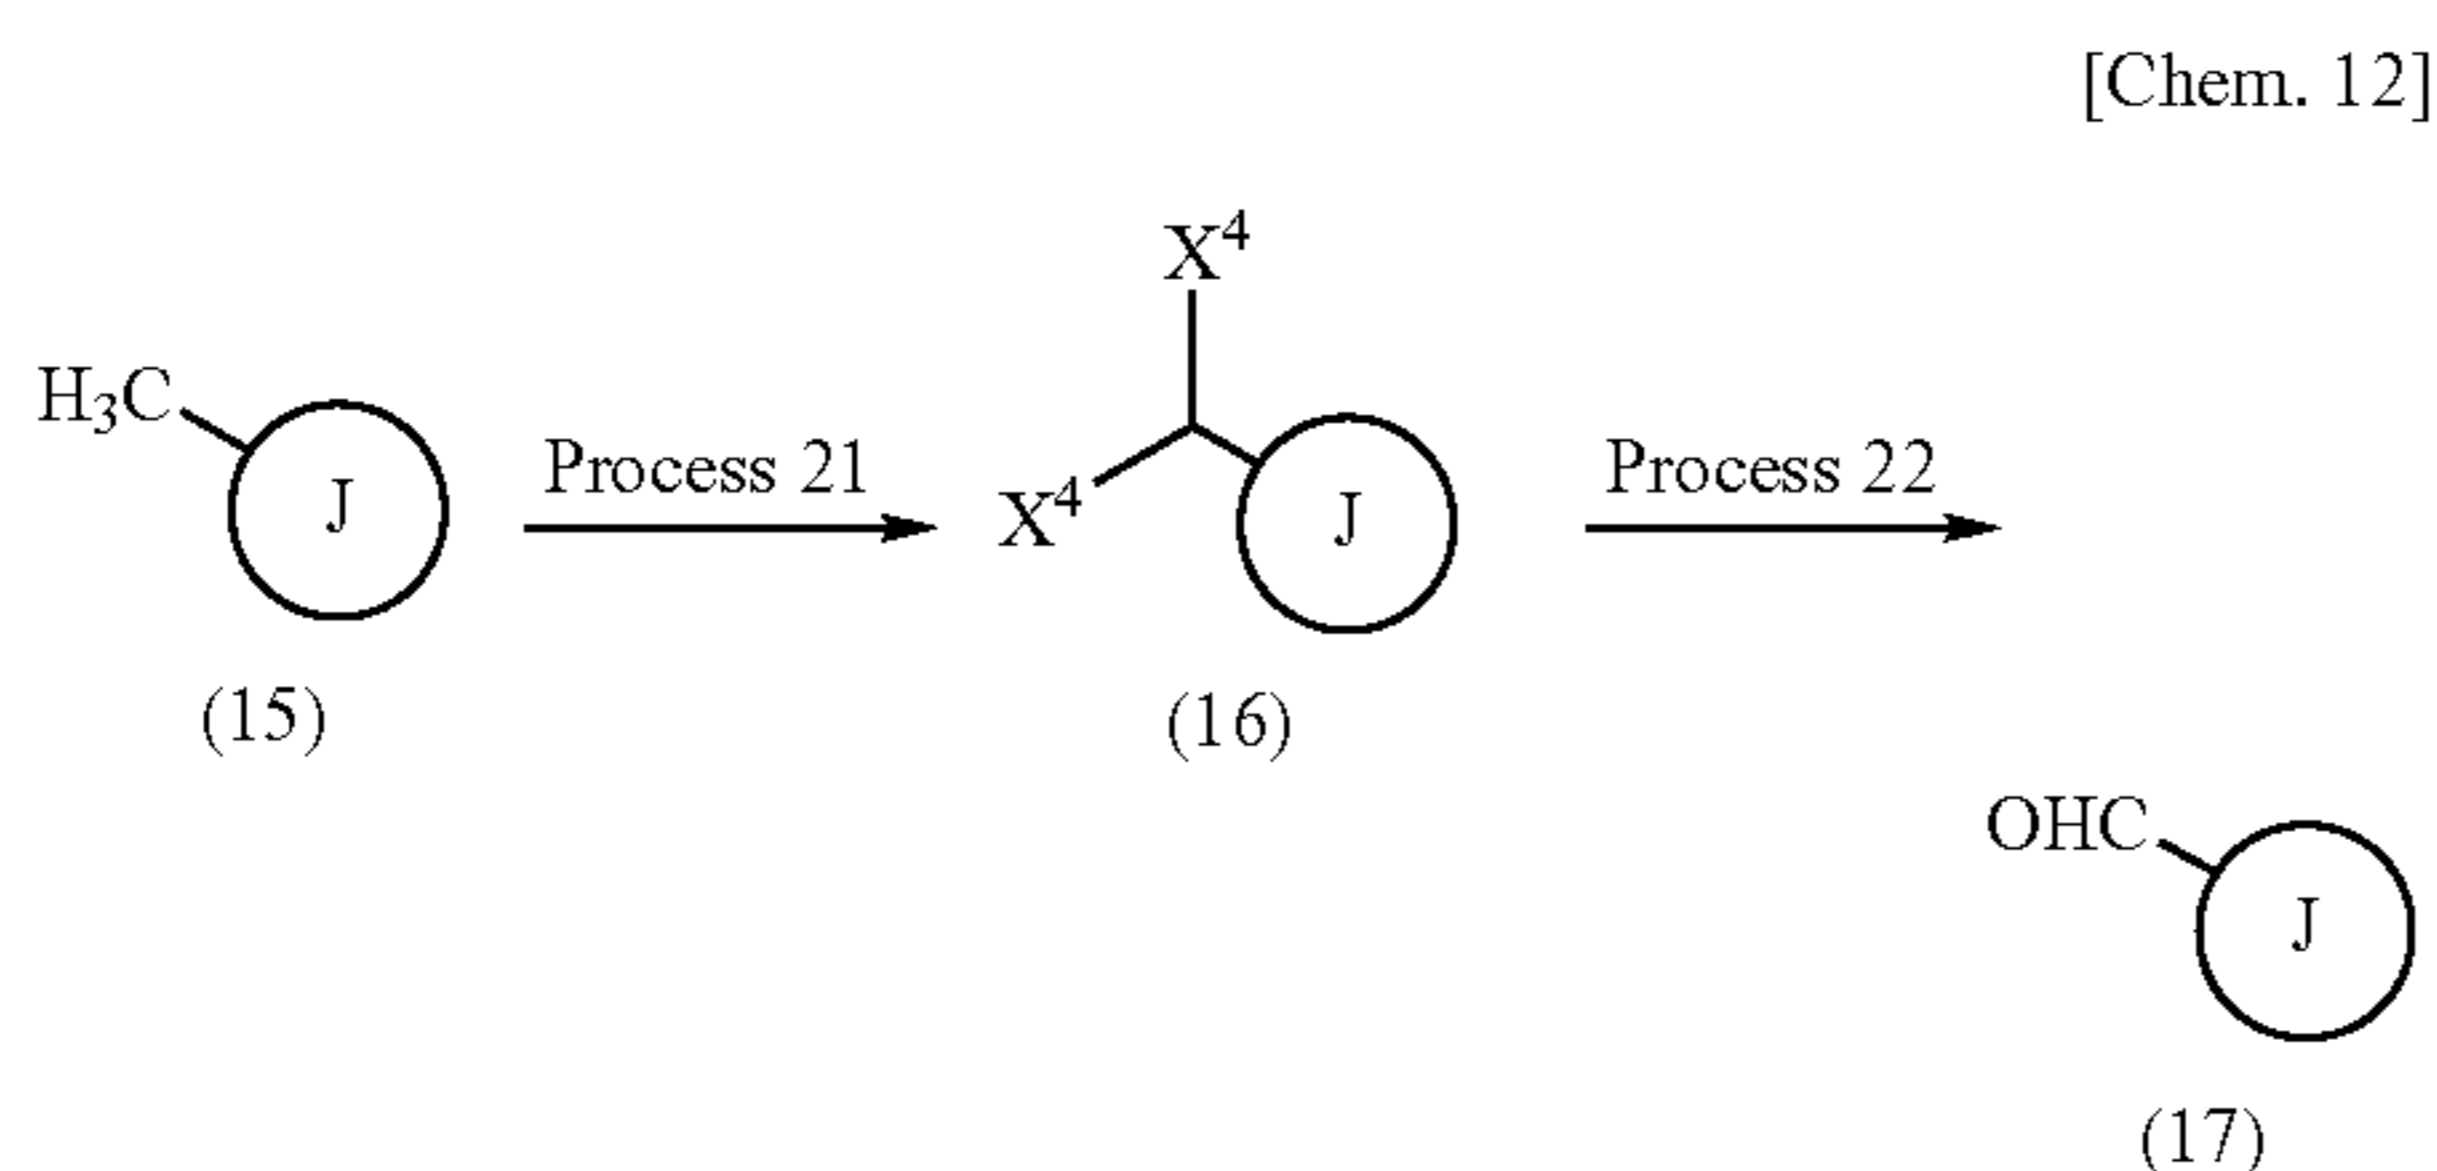 [Chem. 12]
X⁴
H₃C
Process 21
Process 22
J
X⁴
J
(15)
(16)
OHC
J
(17)